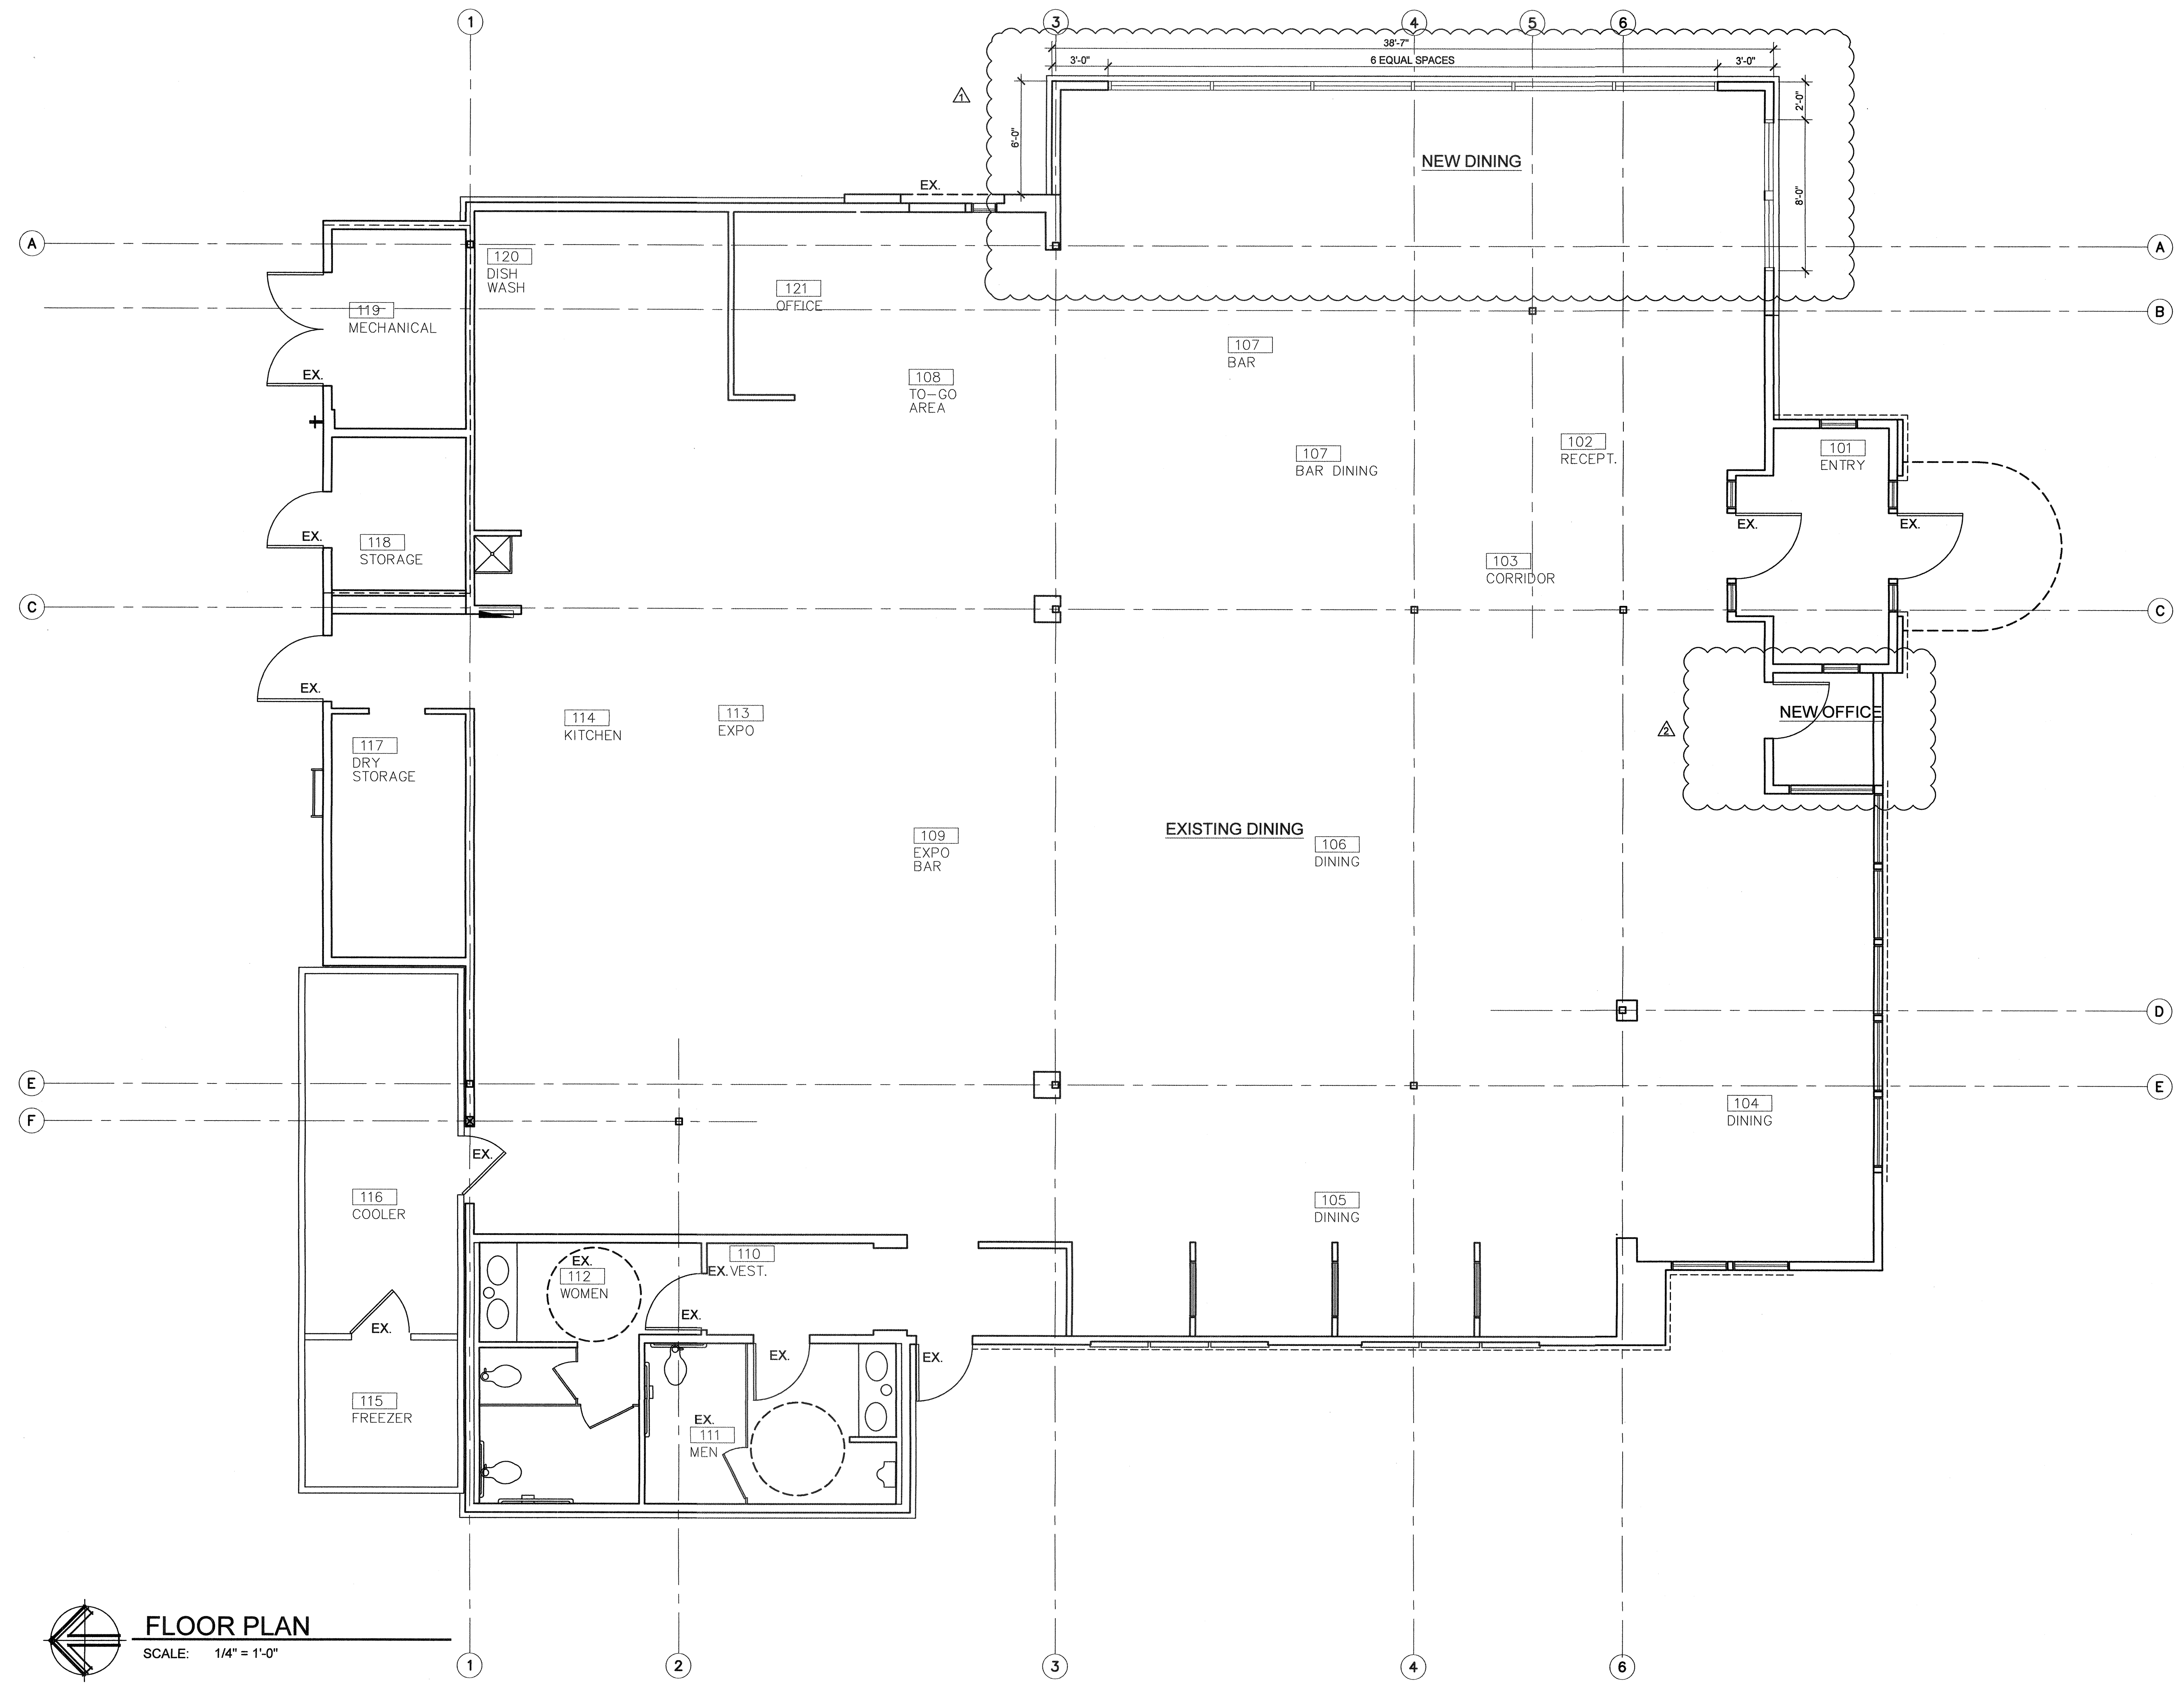 1
3
4
5
6
38'-7"
3'-0"
6 EQUAL SPACES
3'-0"
1
6'-0"
2'-0"
8'-0"
NEW DINING
EX.
A
A
120
DISH
WASH
121
OFFICE
119
MECHANICAL
B
107
BAR
EX.
108
TO-GO
AREA
102
RECEPT.
101
ENTRY
107
BAR DINING
EX.
EX.
EX.
118
STORAGE
103
CORRIDOR
C
C
EX.
114
KITCHEN
113
EXPO
NEW OFFICE
2
117
DRY
STORAGE
109
EXPO
BAR
EXISTING DINING
106
DINING
D
E
E
F
104
DINING
EX.
116
COOLER
105
DINING
EX.
112
WOMEN
110
EX. VEST.
EX.
EX.
EX.
EX.
115
FREEZER
EX.
111
MEN
FLOOR PLAN
SCALE: 1/4" = 1'-0"
1
2
3
4
6